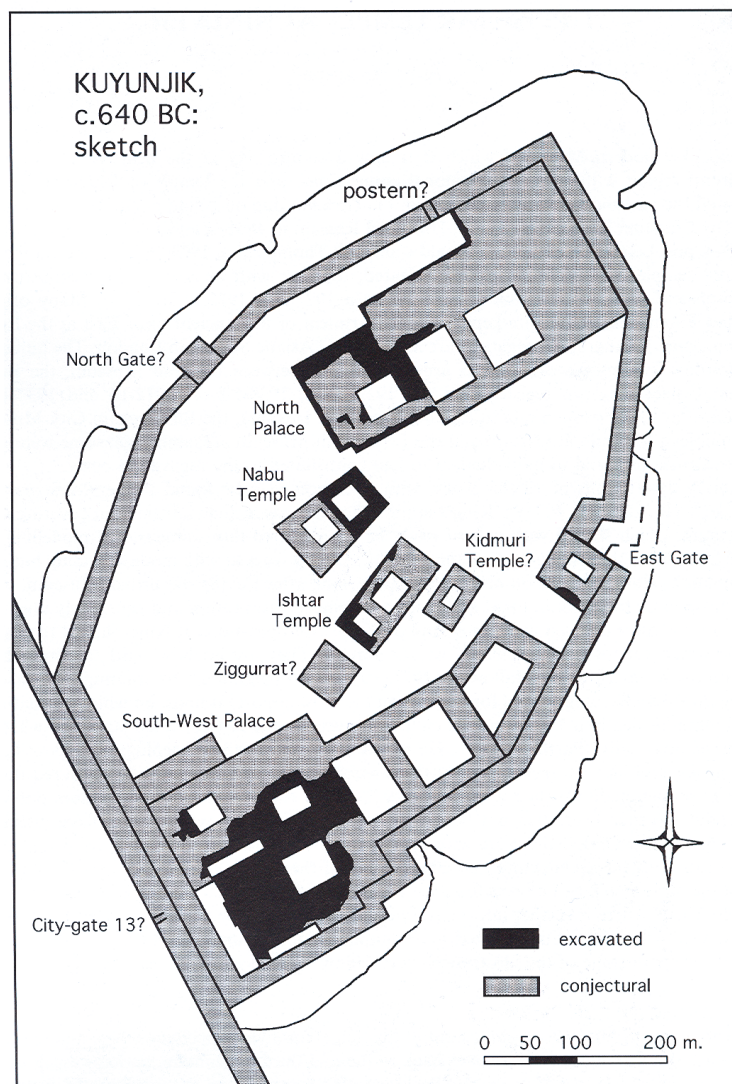 KUYUNJIK,
c.640 BC:
sketch
postern?
North Gate?
North
Palace
Nabu
Temple
Kidmuri
Temple?
East Gate
Ishtar
Temple
Ziggurrat?
South-West Palace
City-gate 13?
excavated
conjectural
0 50 100 200 m.